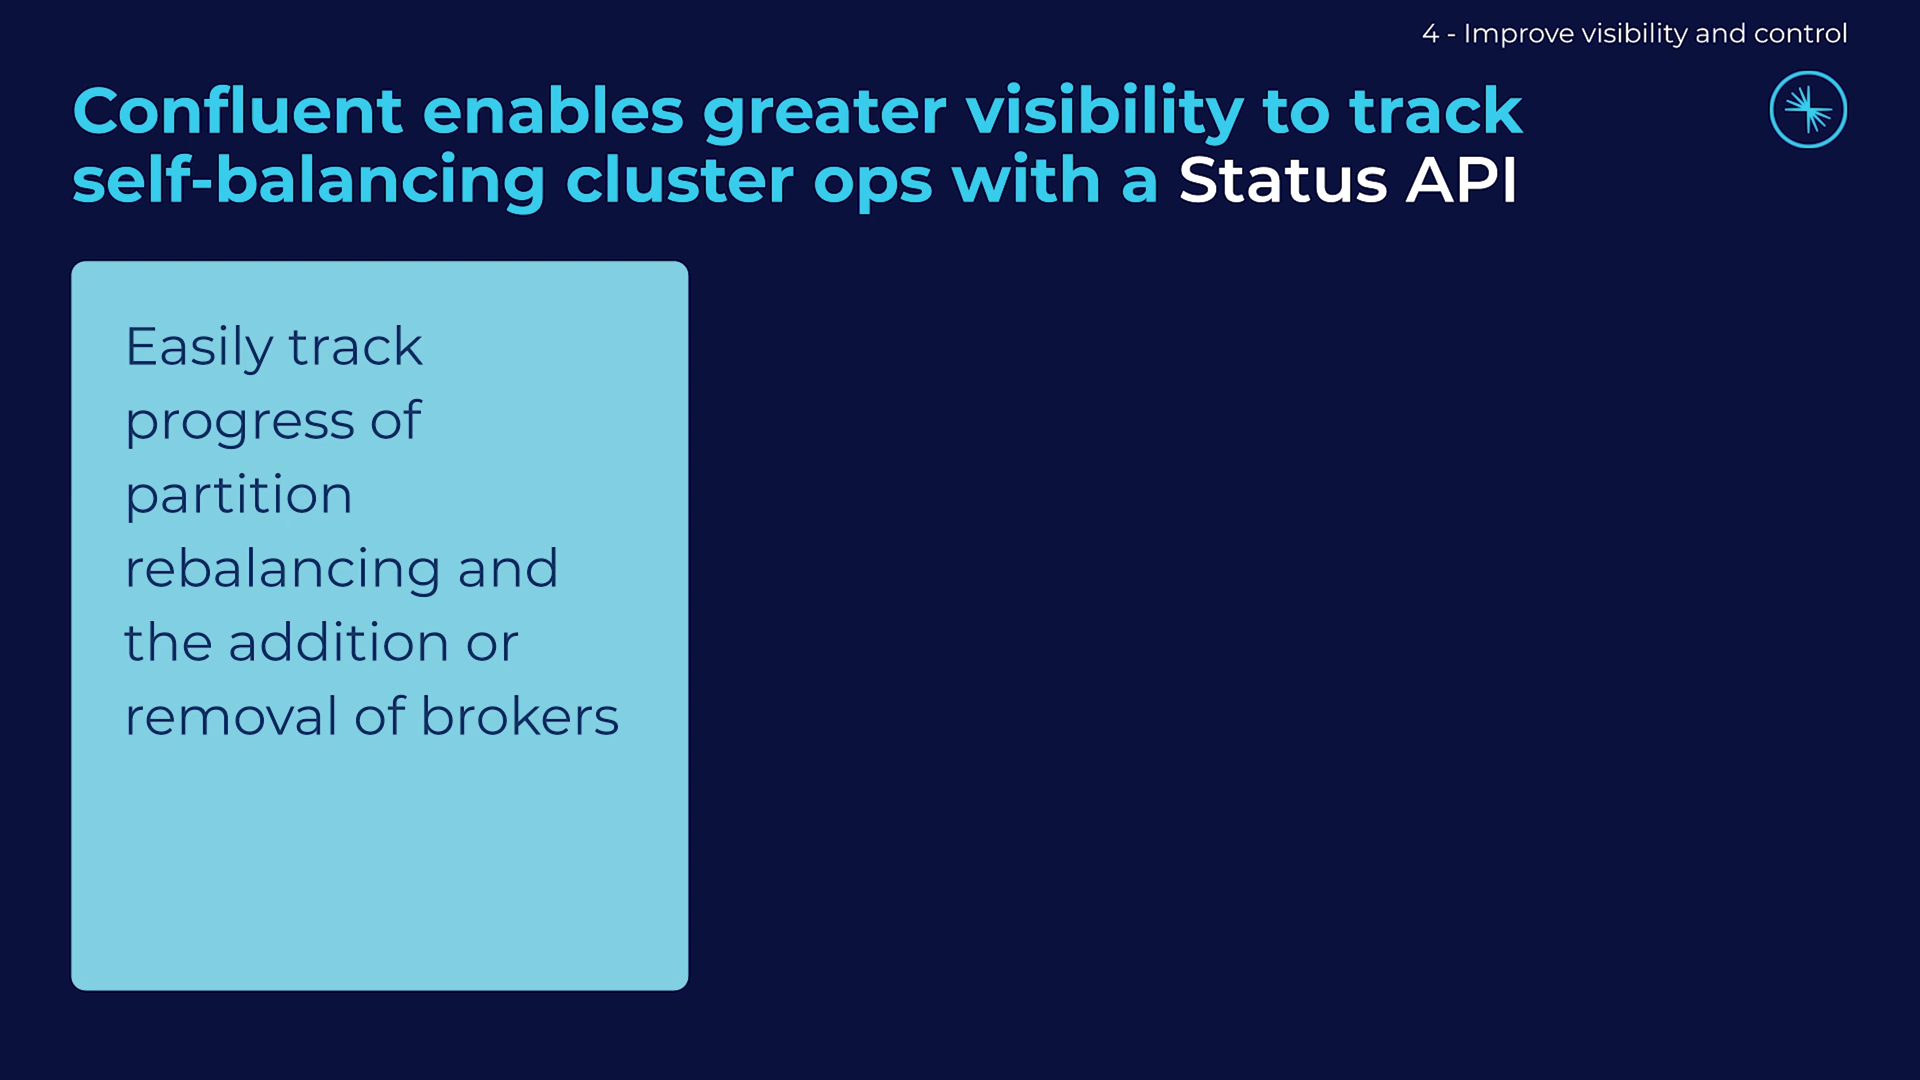 4 - Improve visibility and control
Confluent enables greater visibility to track
self-balancing cluster ops with a Status API
Easily track
progress of
partition
rebalancing and
the addition or
removal of brokers